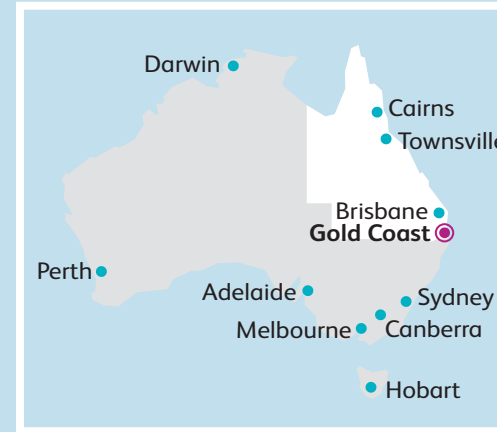 Darwin
Cairns
Townsville
Brisbane
Gold Coast
Perth
Adelaide
Sydney
Melbourne
Canberra
Hobart